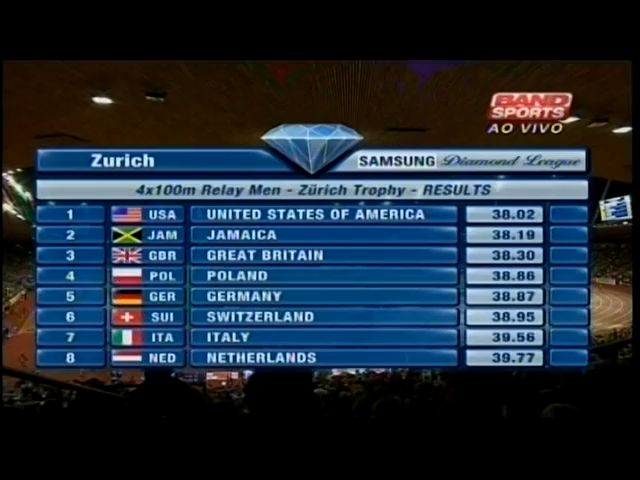 BAND
SPORTS
AO VIVO
Zurich
SAMSUNG Diamond League
4x100m Relay Men - Zürich Trophy - RESULTS
1 USA UNITED STATES OF AMERICA 38.02
2 JAM JAMAICA 38.19
3 GBR GREAT BRITAIN 38.30
4 POL POLAND 38.86
5 GER GERMANY 38.87
6 SUI SWITZERLAND 38.95
7 ITA ITALY 39.56
8 NED NETHERLANDS 39.77